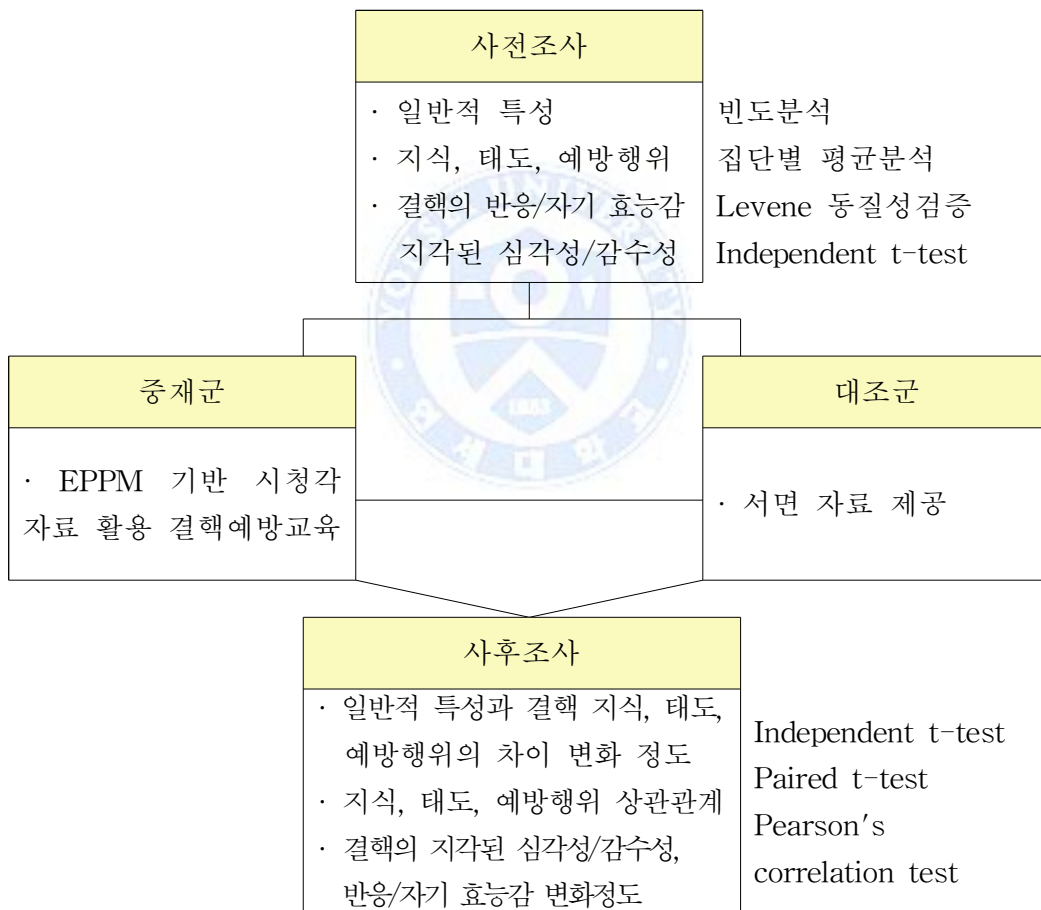 사전조사
· 일반적 특성
· 지식, 태도, 예방행위
· 결핵의 반응/자기 효능감
지각된 심각성/감수성
빈도분석
집단별 평균분석
Levene 동질성검증
Independent t-test
YONSEI UNIVERSITY
1885
연세대학교
중재군
· EPPM 기반 시청각
자료 활용 결핵예방교육
대조군
· 서면 자료 제공
사후조사
· 일반적 특성과 결핵 지식, 태도,
예방행위의 차이 변화 정도
· 지식, 태도, 예방행위 상관관계
· 결핵의 지각된 심각성/감수성,
반응/자기 효능감 변화정도
Independent t-test
Paired t-test
Pearson's
correlation test